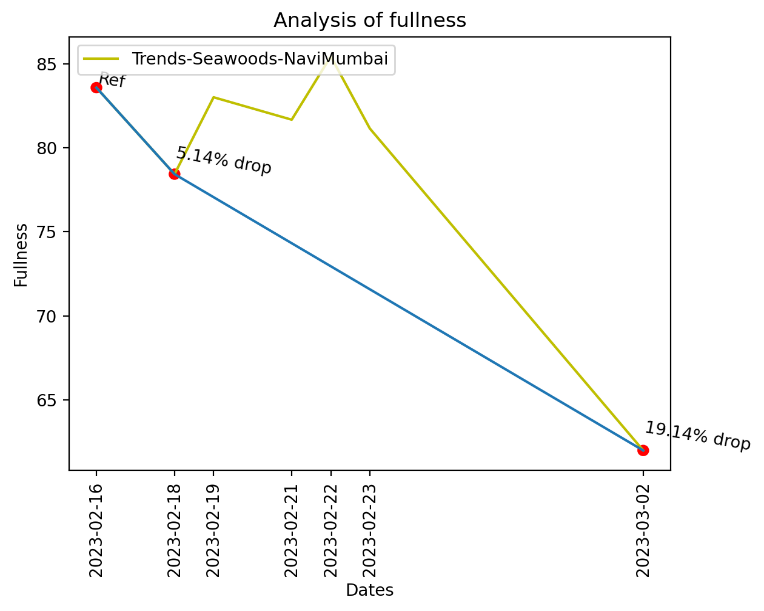 Analysis of fullness
Trends-Seawoods-NaviMumbai
Ref
5.14% drop
19.14% drop
Fullness
85
80
75
70
65
2023-02-16
2023-02-18
2023-02-19
2023-02-21
2023-02-22
2023-02-23
2023-03-02
Dates